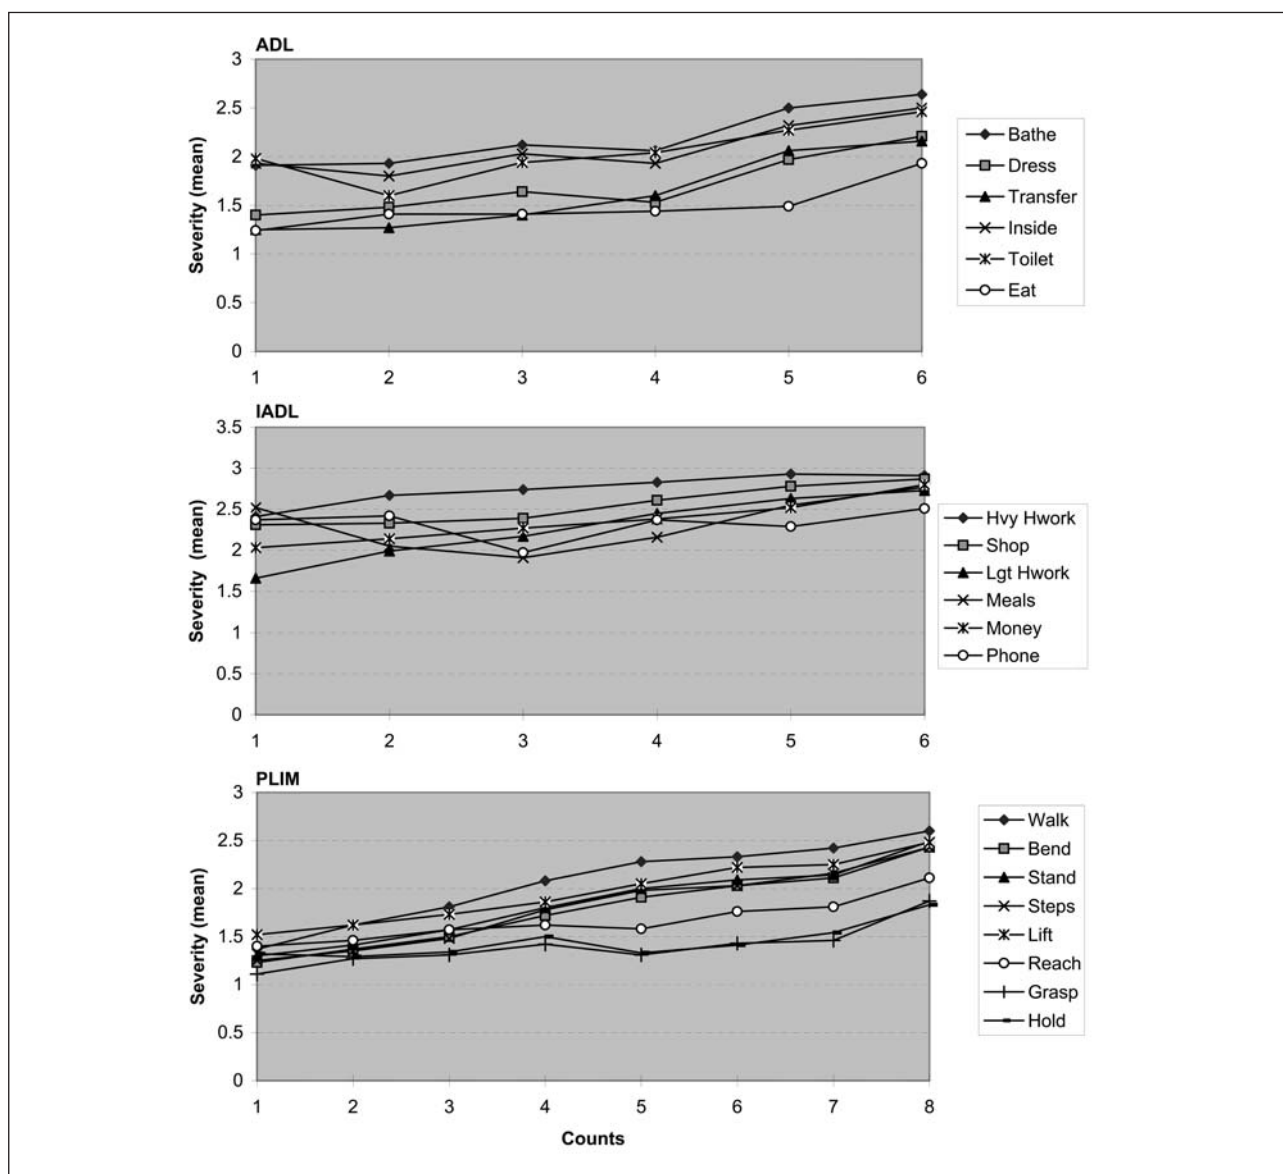 ADL
3
2.5
2
1.5
1
0.5
0
Severity (mean)
1 2 3 4 5 6
Bathe
Dress
Transfer
Inside
Toilet
Eat
IADL
3.5
3
2.5
2
1.5
1
0.5
0
Severity (mean)
1 2 3 4 5 6
Hvy Hwork
Shop
Lgt Hwork
Meals
Money
Phone
PLIM
3
2.5
2
1.5
1
0.5
0
Severity (mean)
1 2 3 4 5 6 7 8
Counts
Walk
Bend
Stand
Steps
Lift
Reach
Grasp
Hold